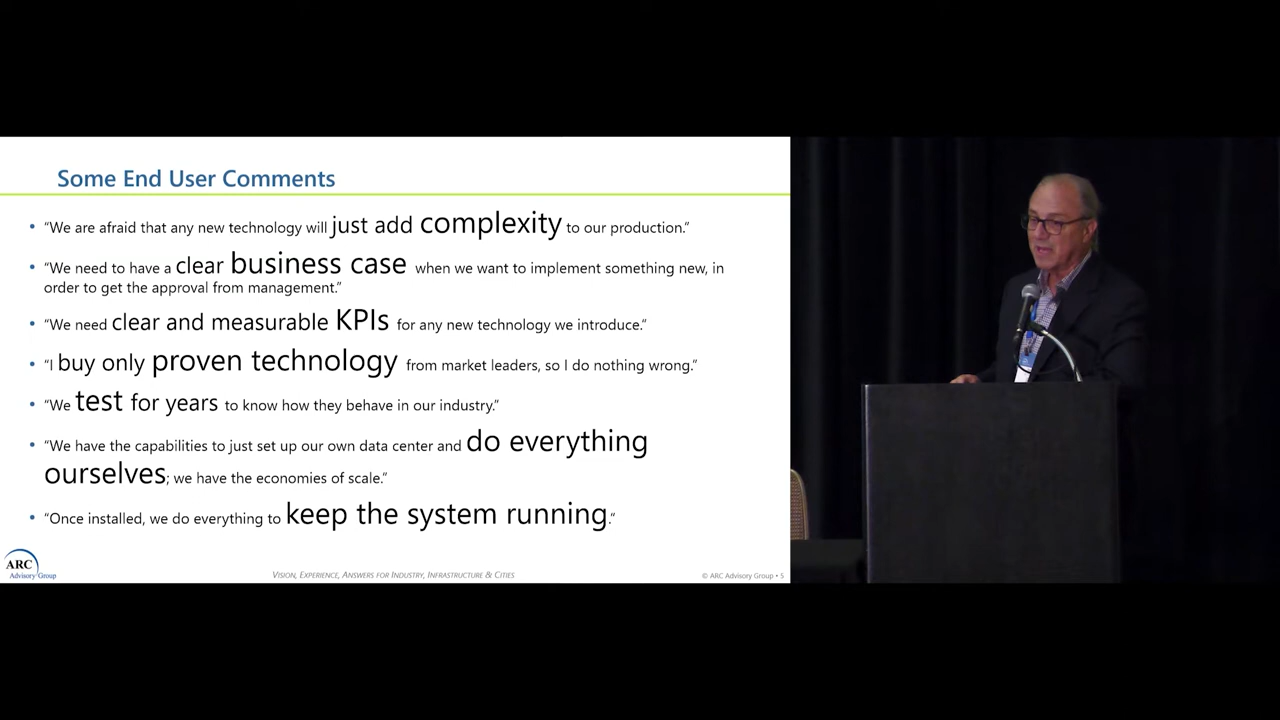 Some End User Comments
• “We are afraid that any new technology will just add complexity to our production.”
• “We need to have a clear business case when we want to implement something new, in
order to get the approval from management.”
• “We need clear and measurable KPIs for any new technology we introduce.”
• “I buy only proven technology from market leaders, so I do nothing wrong.”
• “We test for years to know how they behave in our industry.”
• “We have the capabilities to just set up our own data center and do everything
ourselves; we have the economies of scale.”
• “Once installed, we do everything to keep the system running.”
ARC
Advisory Group
Vision, Experience, Answers for Industry, Infrastructure & Cities
© ARC Advisory Group • 5